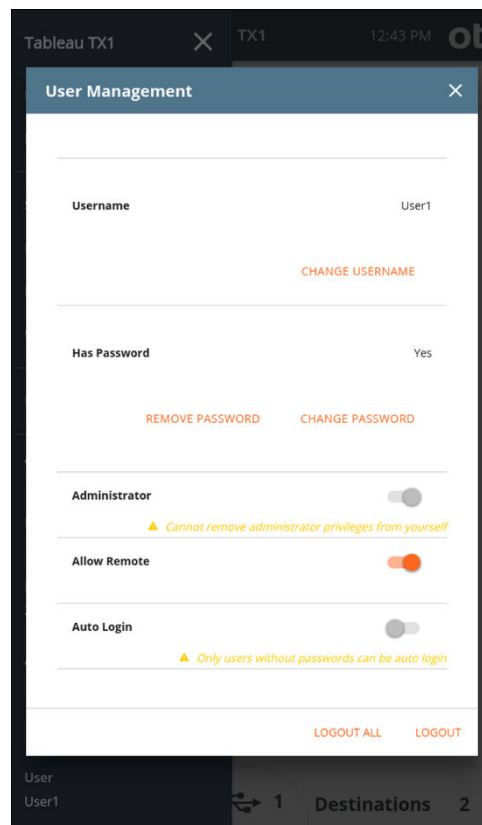 Tableau TX1
TX1
12:43 PM
User Management
Username
User1
CHANGE USERNAME
Has Password
Yes
REMOVE PASSWORD
CHANGE PASSWORD
Administrator
Cannot remove administrator privileges from yourself
Allow Remote
Auto Login
Only users without passwords can be auto login
LOGOUT ALL
LOGOUT
User
User1
1
Destinations
2